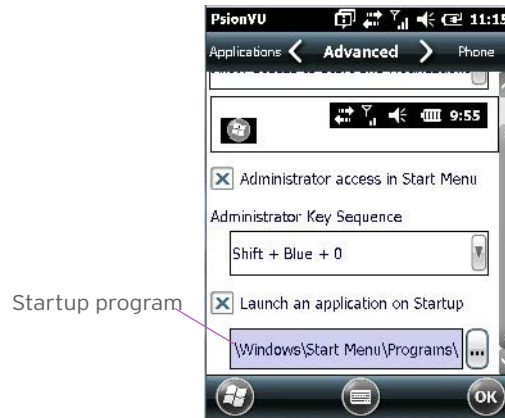 PsionVU 11:15
Applications Advanced Phone
9:55
Administrator access in Start Menu
Administrator Key Sequence
Shift + Blue + 0
Startup program
Launch an application on Startup
\Windows\Start Menu\Programs\ ...
OK